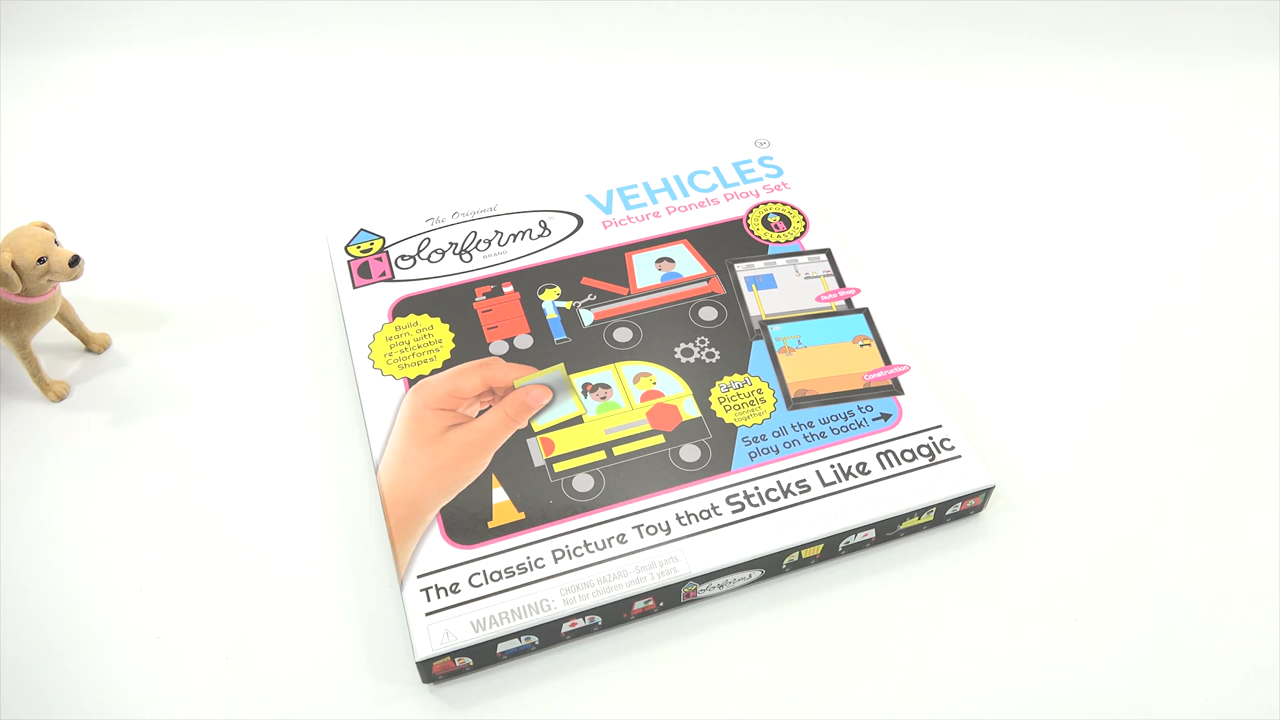 3+
VEHICLES
Picture Panels Play Set
The Original
Colorforms
BRAND
COLORFORMS
CLASSIC
Build,
learn, and
play with
re-stickable
Colorforms®
Shapes!
Auto Shop
Construction
2-in-1
Picture
Panels
connect
together!
See all the ways to
play on the back!
The Classic Picture Toy that Sticks Like Magic
WARNING:
CHOKING HAZARD--Small parts.
Not for children under 3 years.
Colorforms